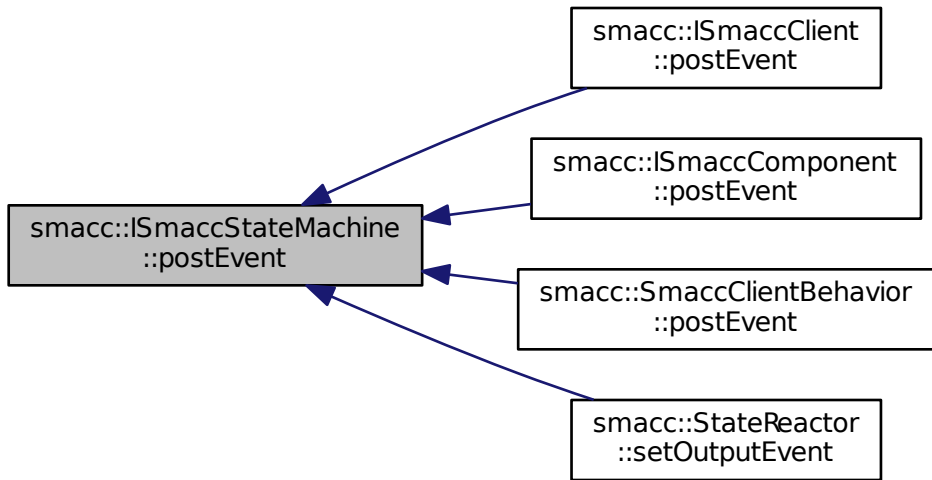 smacc::ISmaccClient
::postEvent
smacc::ISmaccComponent
::postEvent
smacc::ISmaccStateMachine
::postEvent
smacc::SmaccClientBehavior
::postEvent
smacc::StateReactor
::setOutputEvent